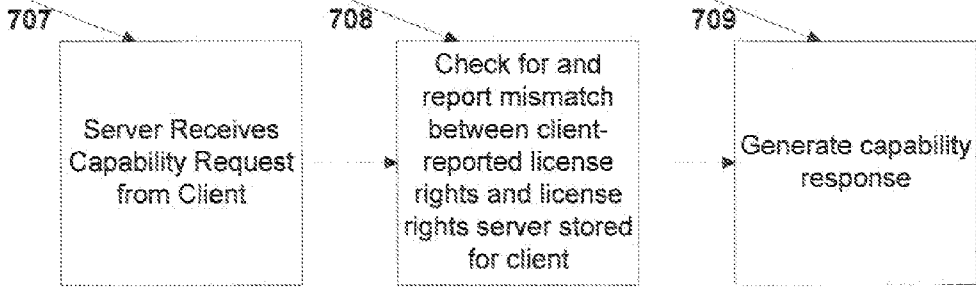 707
708
709
Server Receives
Capability Request
from Client
Check for and
report mismatch
between client-
reported license
rights and license
rights server stored
for client
Generate capability
response